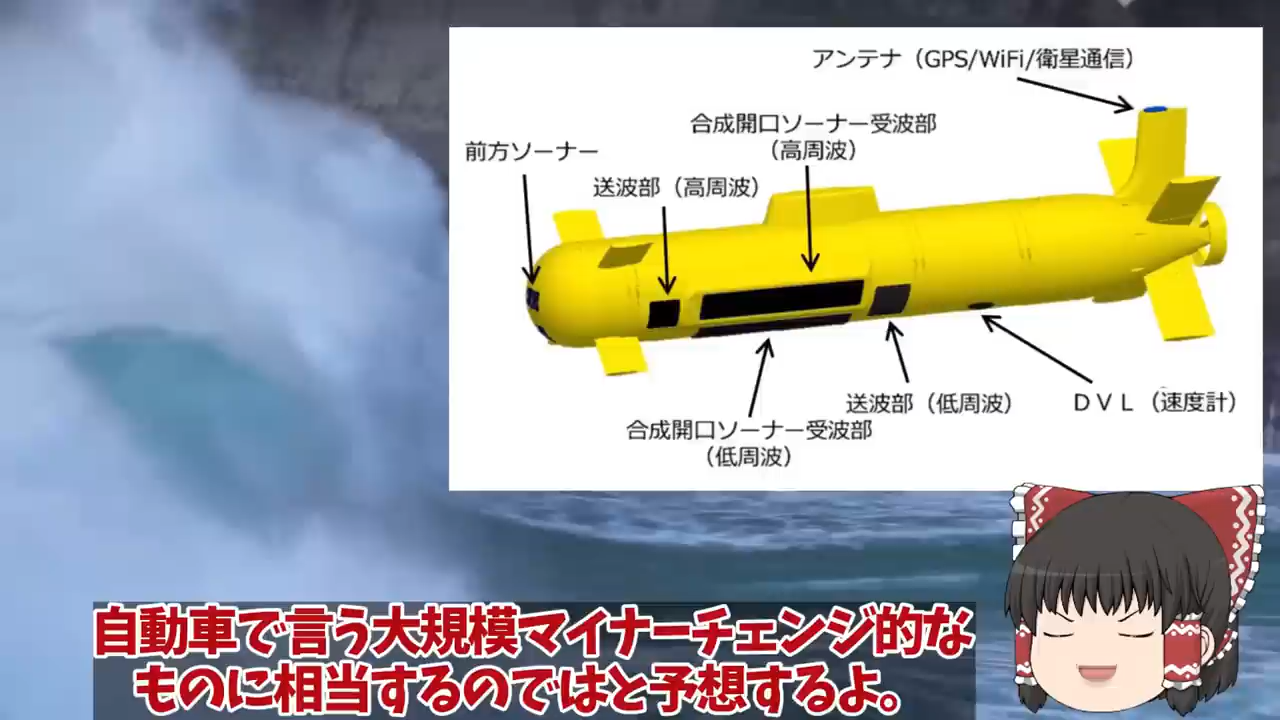 アンテナ（GPS/WiFi/衛星通信）
合成開口ソーナー受波部
（高周波）
前方ソーナー
送波部（高周波）
送波部（低周波）
ＤＶＬ（速度計）
合成開口ソーナー受波部
（低周波）
自動車で言う大規模マイナーチェンジ的な
ものに相当するのではと予想するよ。